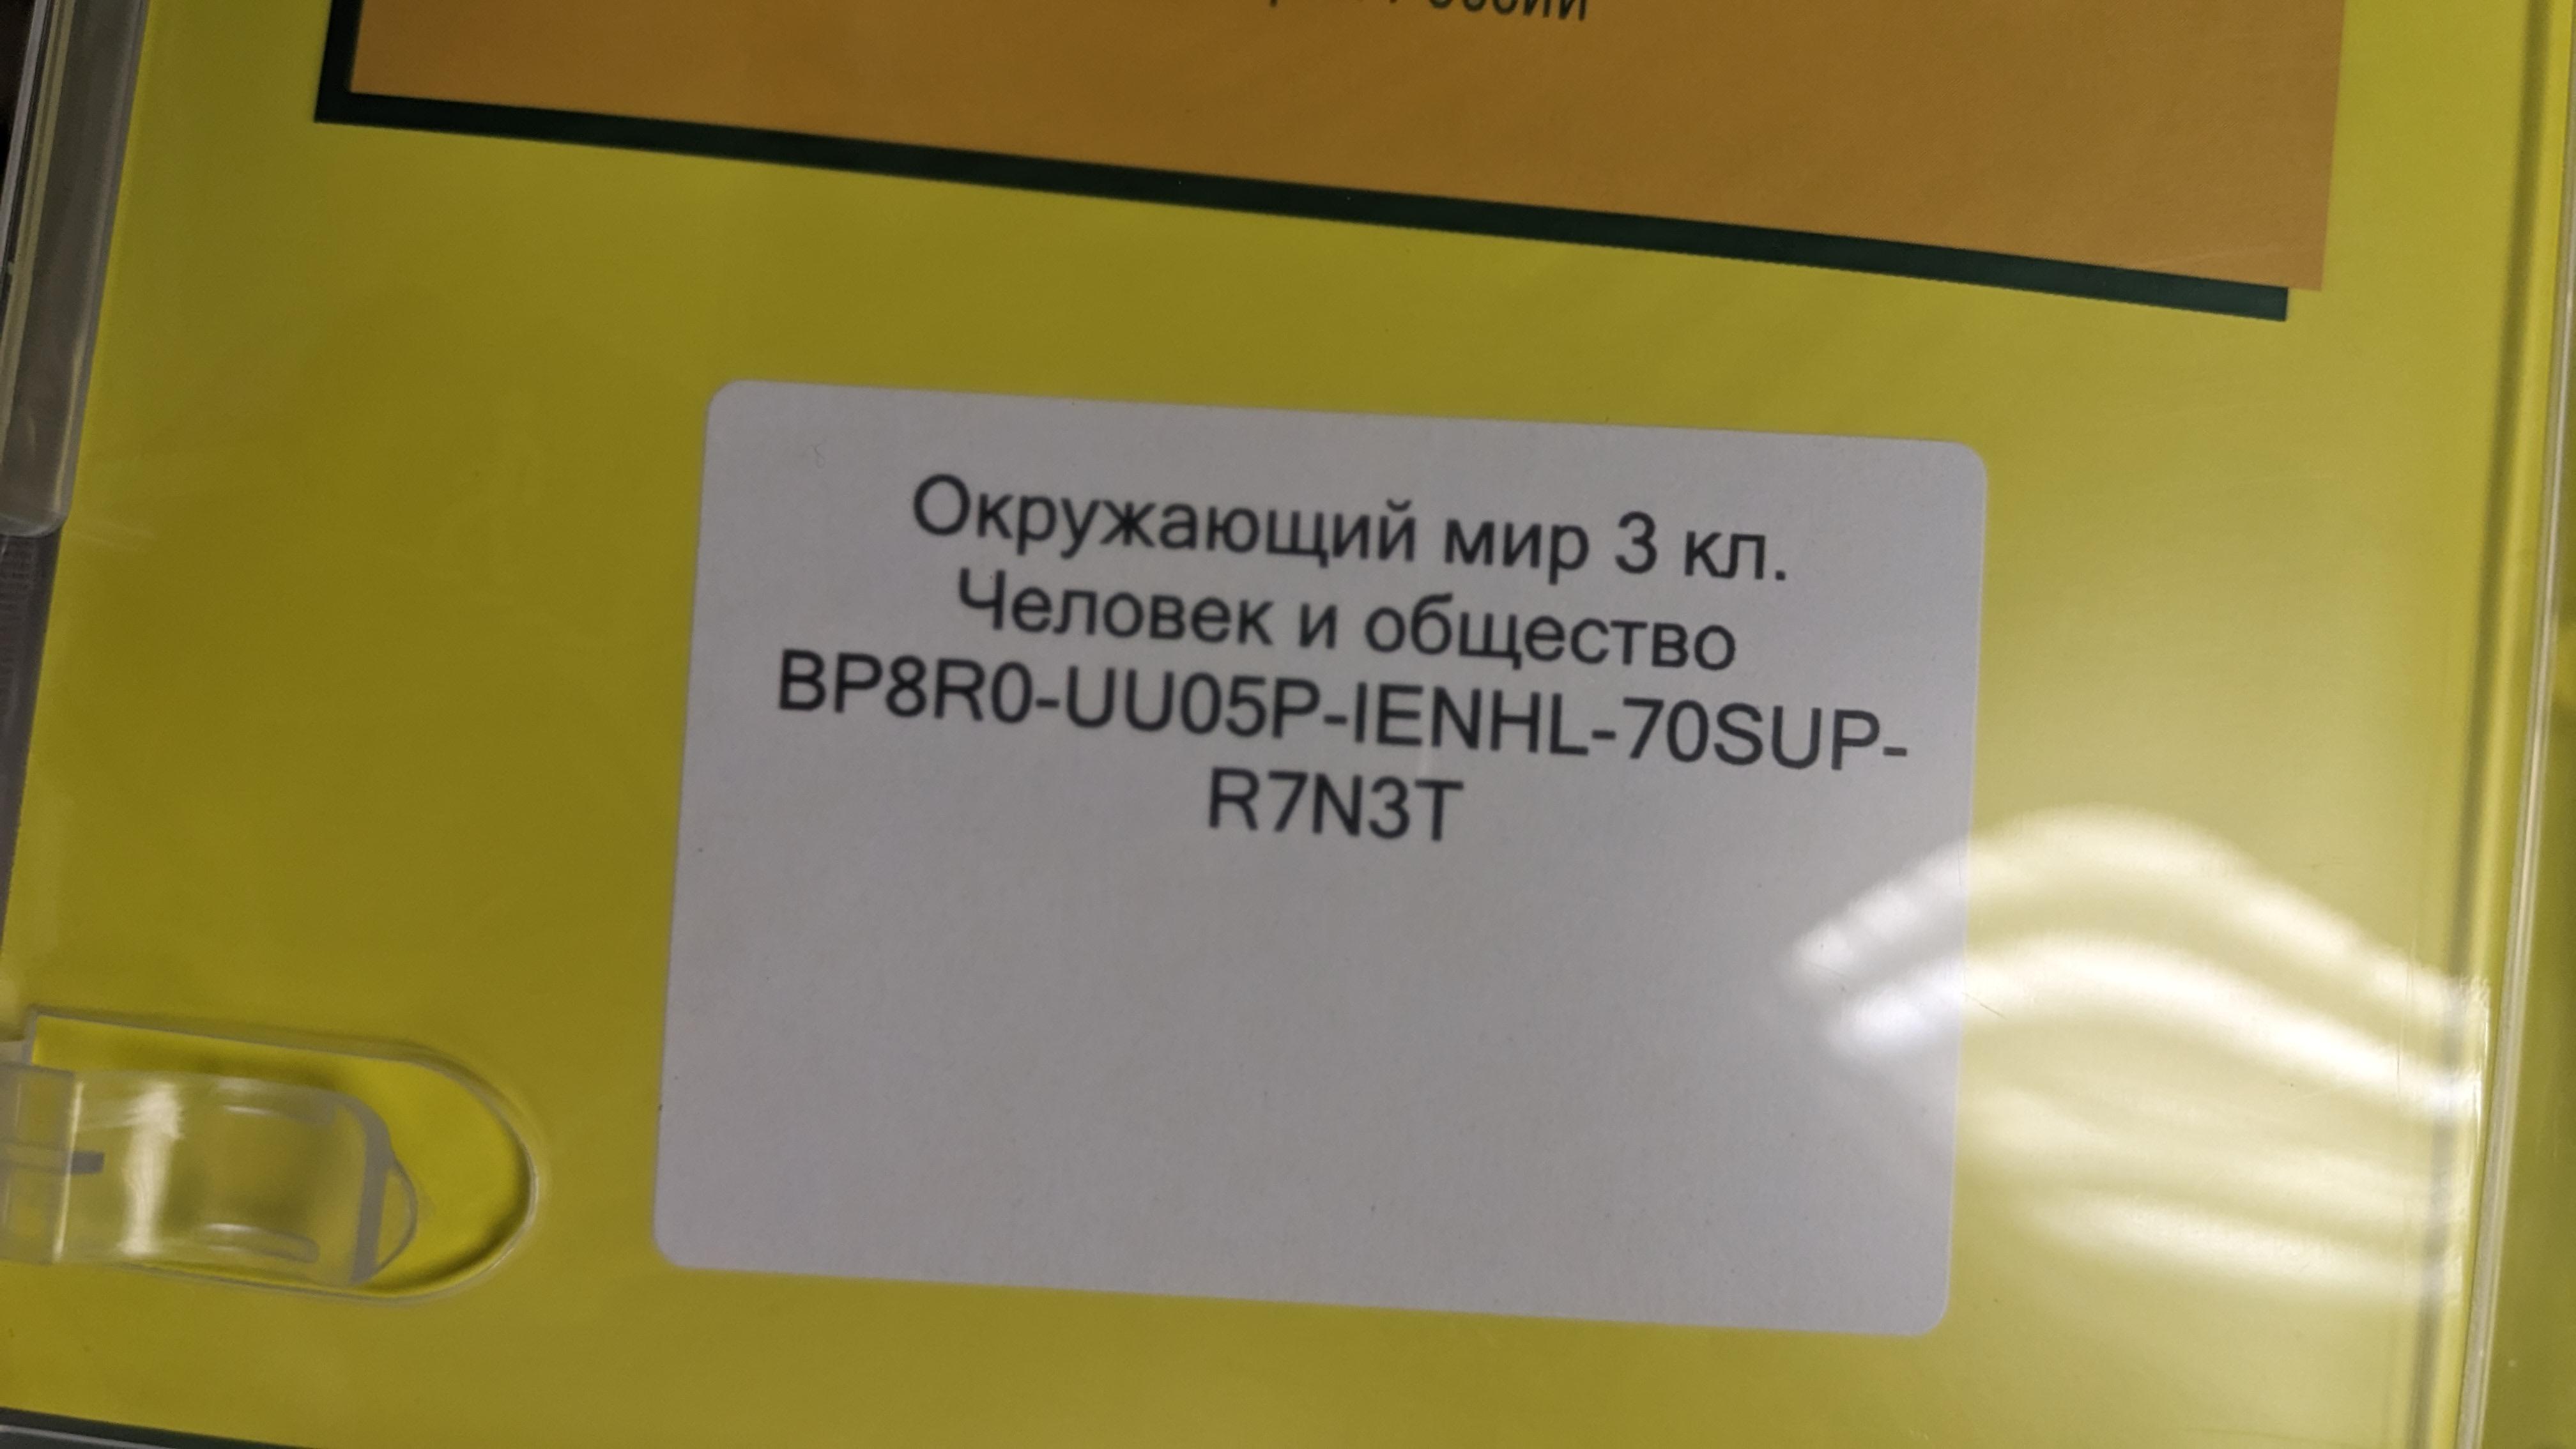 Окружающий мир 3 кл.
Человек и общество
BP8R0-UU05P-IENHL-70SUP-
R7N3T